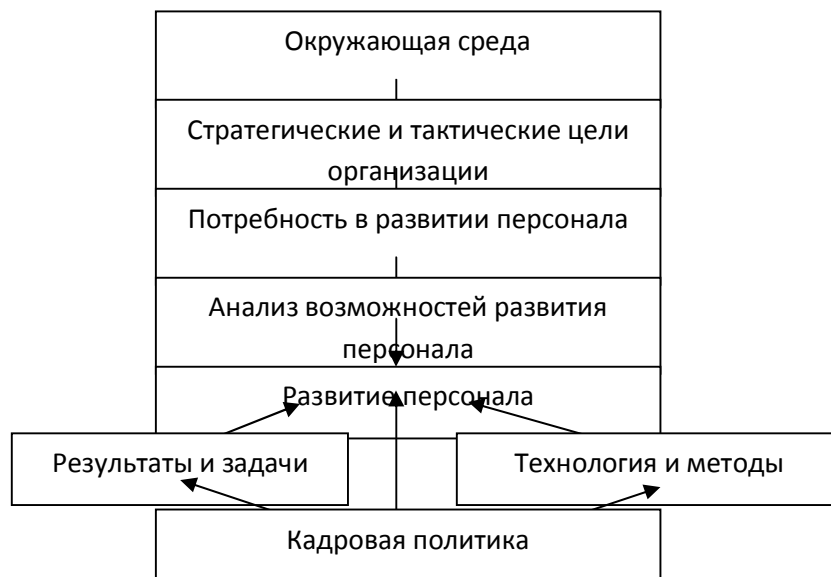 Окружающая среда
Стратегические и тактические цели
организации
Потребность в развитии персонала
Анализ возможностей развития
персонала
Развитие персонала
Результаты и задачи
Технология и методы
Кадровая политика